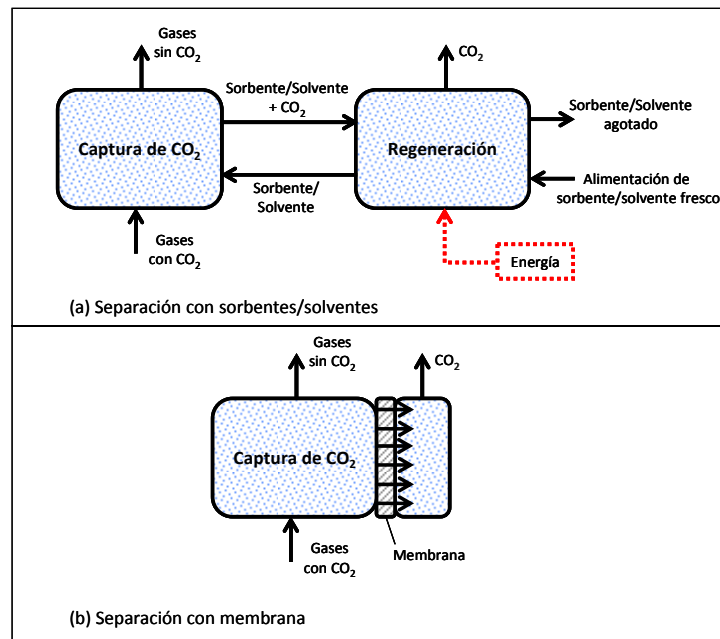 Gases
sin CO₂
CO₂
Sorbente/Solvente
+ CO₂
Sorbente/Solvente
agotado
Captura de CO₂
Regeneración
Sorbente/
Solvente
Alimentación de
sorbente/solvente fresco
Gases
con CO₂
Energía
(a) Separación con sorbentes/solventes
Gases
sin CO₂
CO₂
Captura de CO₂
Gases
con CO₂
Membrana
(b) Separación con membrana